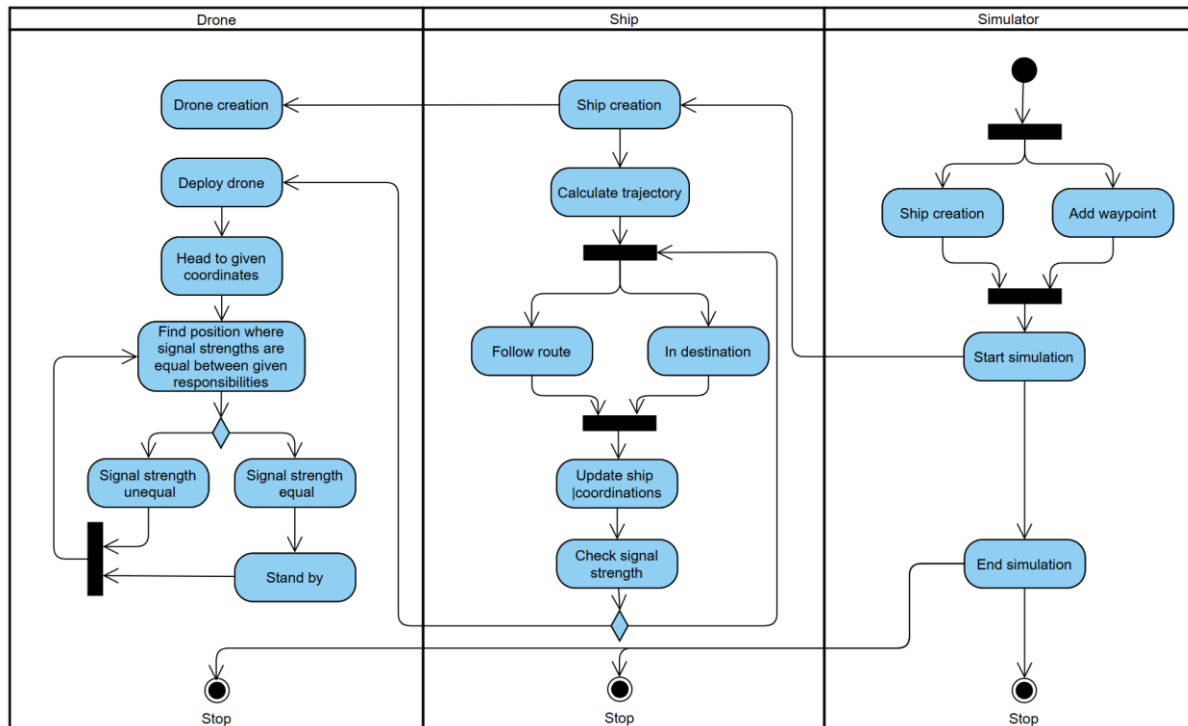 Drone
Ship
Simulator
Drone creation
Deploy drone
Head to given
coordinates
Find position where
signal strengths are
equal between given
responsibilities
Signal strength
unequal
Signal strength
equal
Stand by
Stop
Ship creation
Calculate trajectory
Follow route
In destination
Update ship
|coordinations
Check signal
strength
Stop
Ship creation
Add waypoint
Start simulation
End simulation
Stop